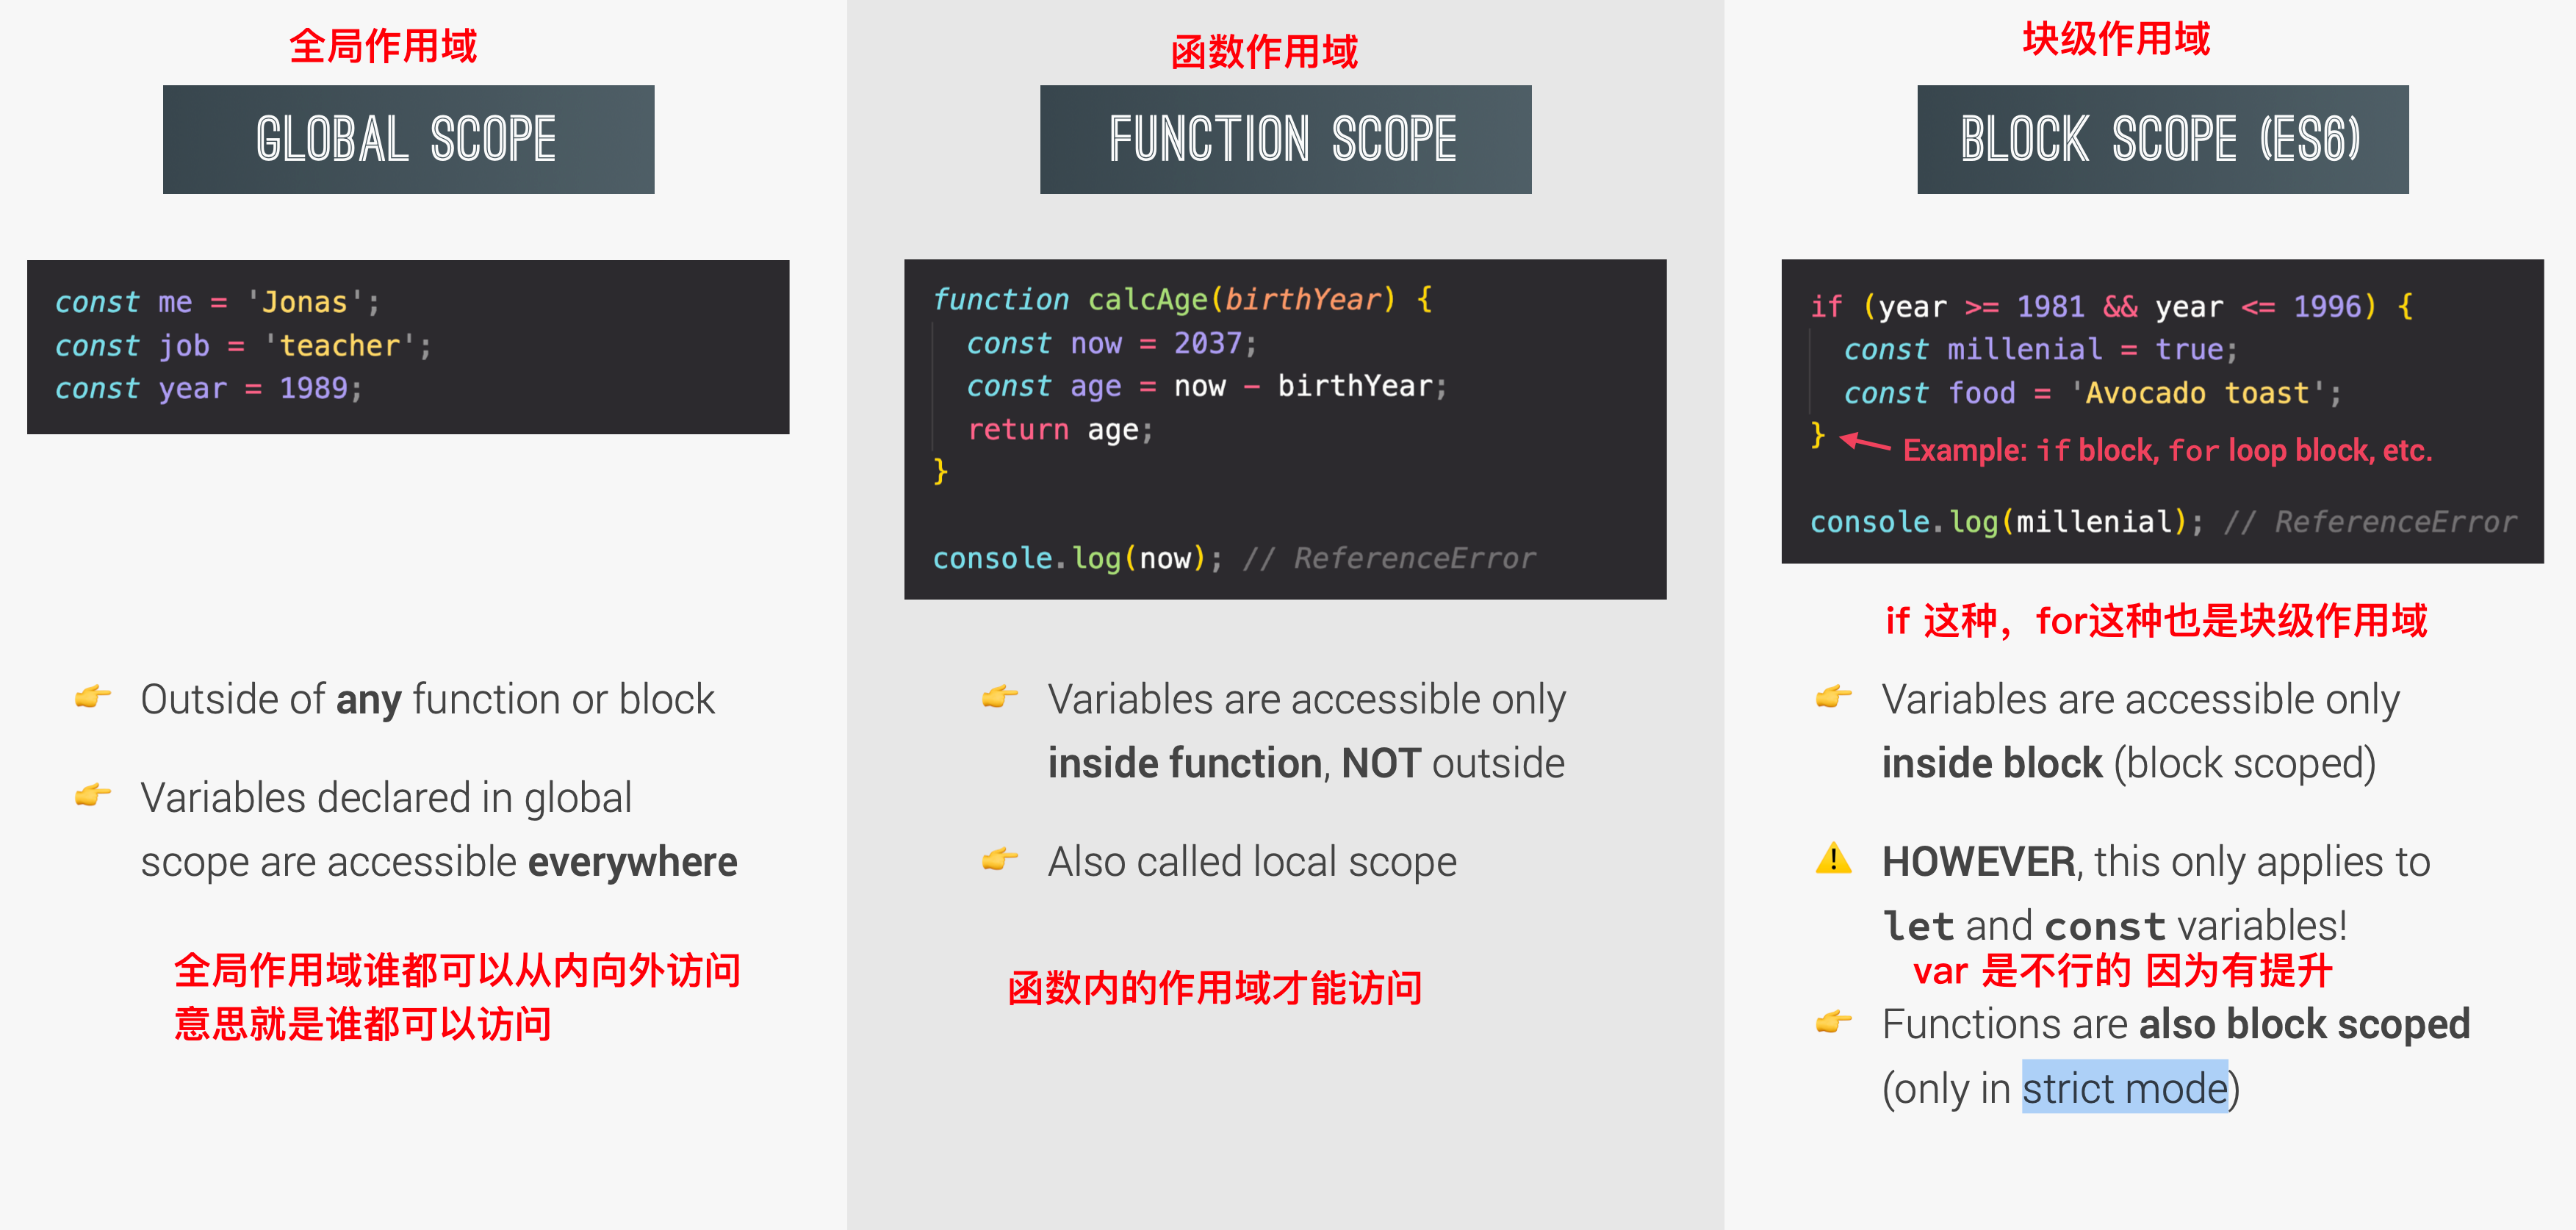 全局作用域
GLOBAL SCOPE
const me = 'Jonas';
const job = 'teacher';
const year = 1989;
👉 Outside of any function or block
👉 Variables declared in global
scope are accessible everywhere
全局作用域谁都可以从内向外访问
意思就是谁都可以访问
函数作用域
FUNCTION SCOPE
function calcAge(birthYear) {
const now = 2037;
const age = now - birthYear;
return age;
}
console.log(now); // ReferenceError
👉 Variables are accessible only
inside function, NOT outside
👉 Also called local scope
函数内的作用域才能访问
块级作用域
BLOCK SCOPE (ES6)
if (year >= 1981 && year <= 1996) {
const millenial = true;
const food = 'Avocado toast';
}
Example: if block, for loop block, etc.
console.log(millenial); // ReferenceError
if 这种，for这种也是块级作用域
👉 Variables are accessible only
inside block (block scoped)
⚠️ HOWEVER, this only applies to
let and const variables!
var 是不行的 因为有提升
👉 Functions are also block scoped
(only in strict mode)